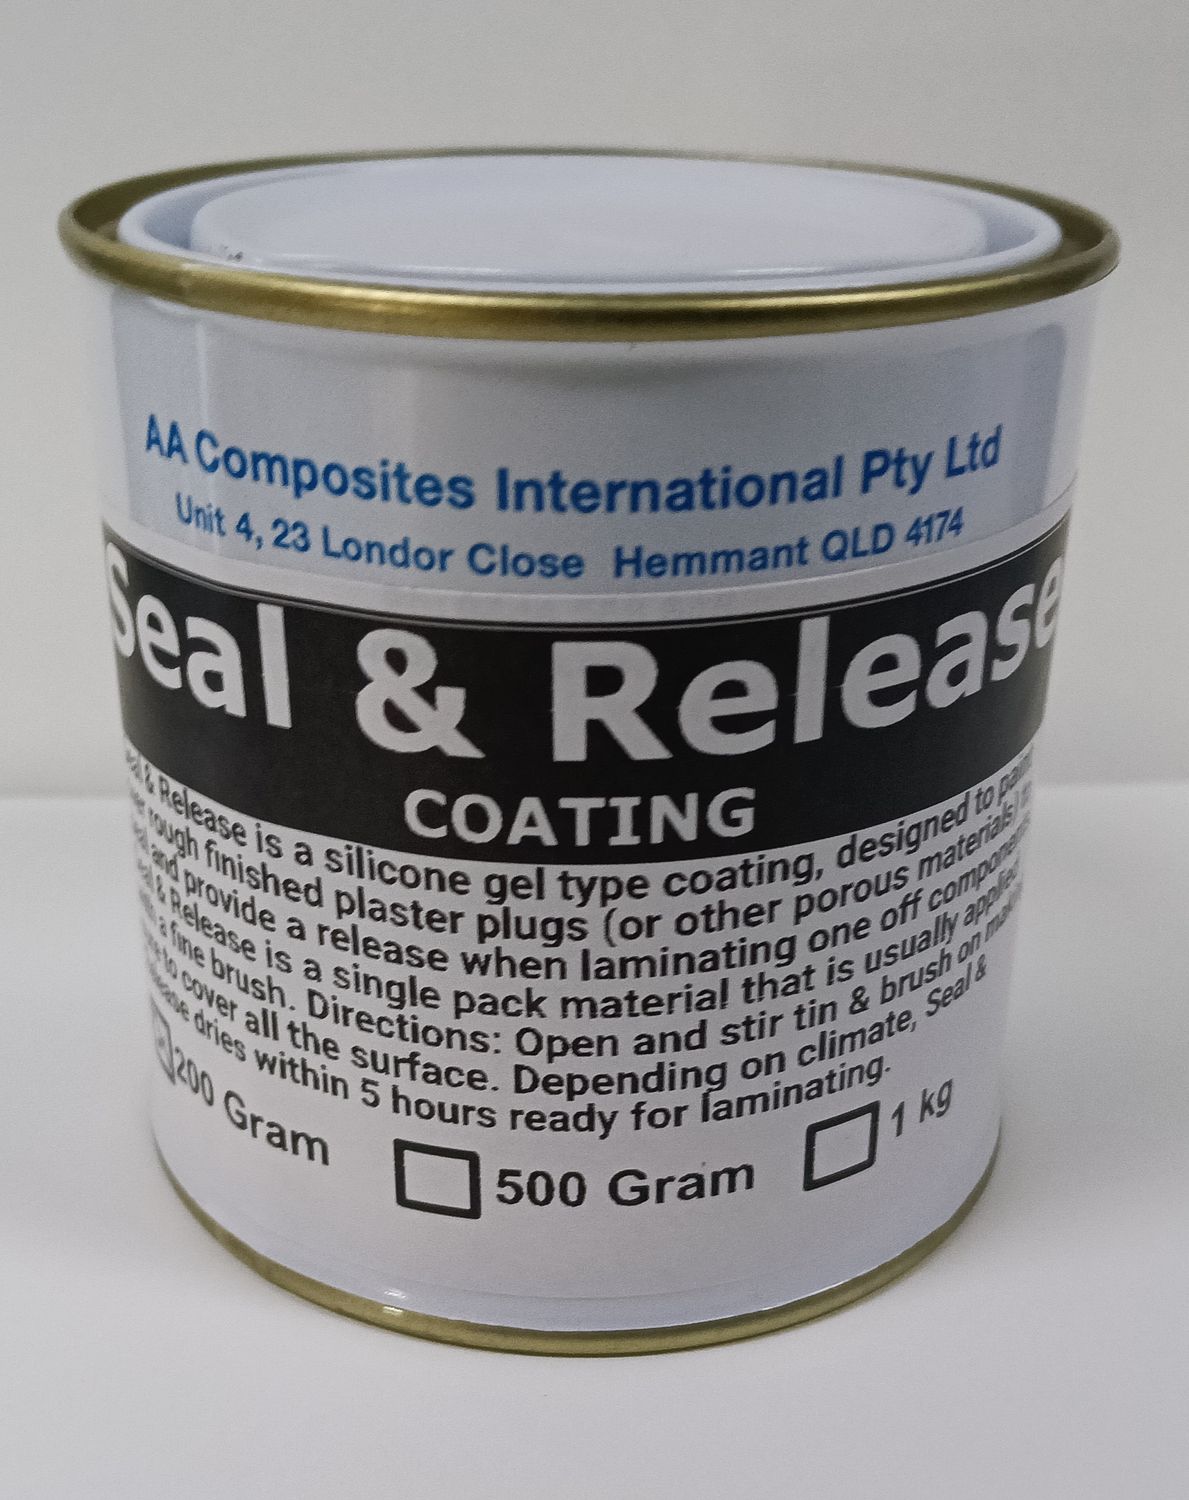 AA Composites International Pty Ltd
Unit 4, 23 Londor Close Hemmant QLD 4174
Seal & Release
COATING
& Release is a silicone gel type coating, designed to
rough finished plaster plugs (or other porous materials)
and provide a release when laminating one off
& Release is a single pack material that is usually applied
a fine brush. Directions: Open and stir tin & brush on
to cover all the surface. Depending on climate, Seal &
dries within 5 hours ready for laminating.
200 Gram 500 Gram 1 kg